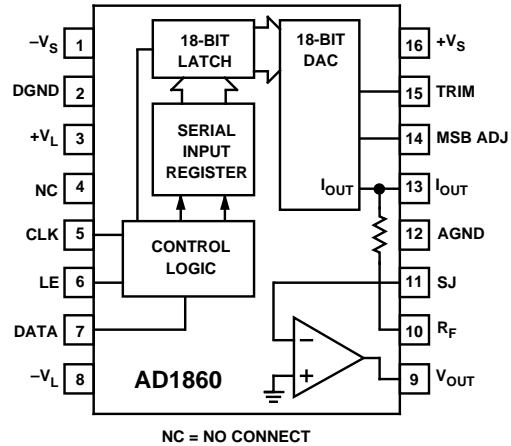 –VS 1
DGND 2
+VL 3
NC 4
CLK 5
LE 6
DATA 7
–VL 8
18-BIT
LATCH
SERIAL
INPUT
REGISTER
CONTROL
LOGIC
18-BIT
DAC
IOUT
–
+
AD1860
16 +VS
15 TRIM
14 MSB ADJ
13 IOUT
12 AGND
11 SJ
10 RF
9 VOUT
NC = NO CONNECT